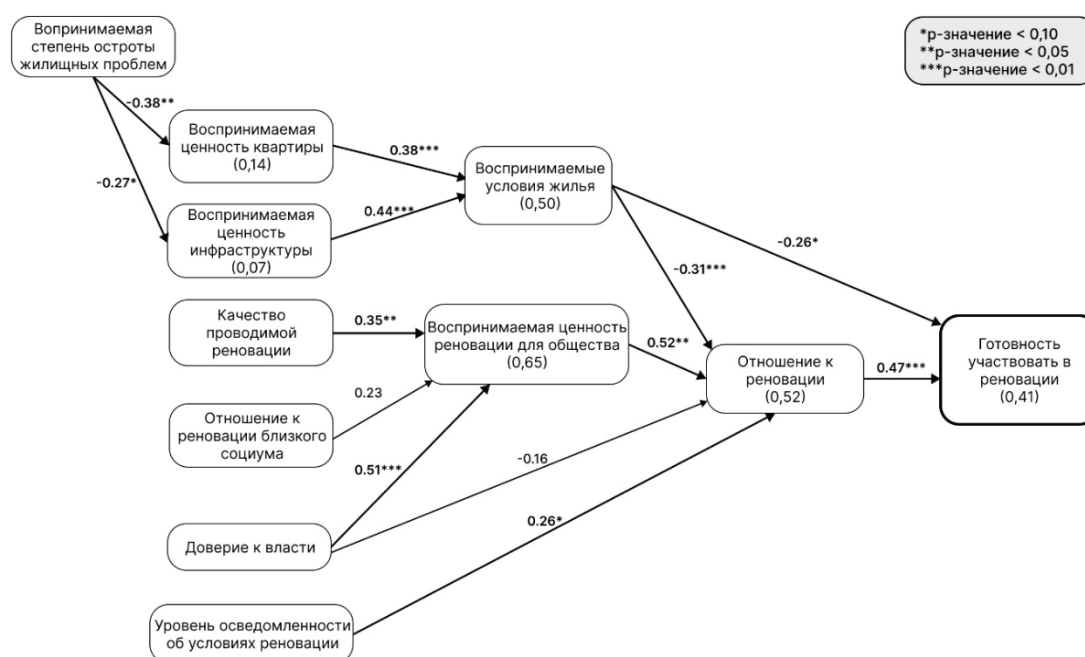 Вопринимаемая
степень остроты
жилищных проблем
*p-значение < 0,10
**p-значение < 0,05
***p-значение < 0,01
-0.38**
Воспринимаемая
ценность квартиры
(0,14)
0.38***
Воспринимаемые
условия жилья
(0,50)
-0.27*
Воспринимаемая
ценность
инфраструктуры
(0,07)
0.44***
-0.26*
-0.31***
Качество
проводимой
реновации
0.35**
Воспринимаемая ценность
реновации для общества
(0,65)
0.52**
Отношение к
реновации
(0,52)
0.47***
Готовность
участвовать в
реновации
(0,41)
0.23
Отношение к
реновации близкого
социума
0.51***
-0.16
0.26*
Доверие к власти
Уровень осведомленности
об условиях реновации